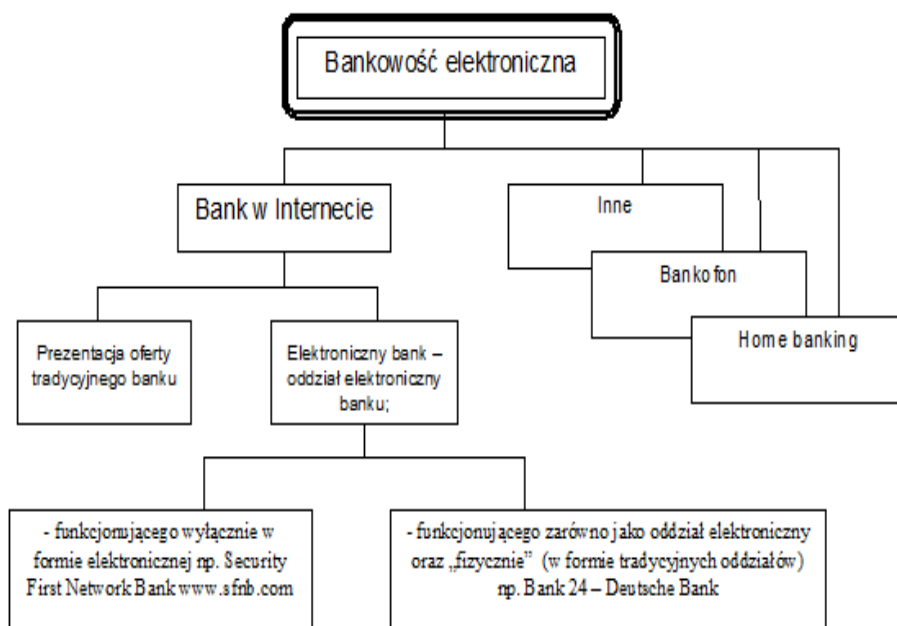 Bankowość elektroniczna
Bank w Internecie
Inne
Bankofon
Home banking
Prezentacja oferty
tradycyjnego banku
Elektroniczny bank –
oddział elektroniczny
banku;
- funkcjonującego wyłącznie w
formie elektronicznej np. Security
First Network Bank www.sfnb.com
- funkcjonującego zarówno jako oddział elektroniczny
oraz „fizycznie” (w formie tradycyjnych oddziałów)
np. Bank 24 – Deutsche Bank